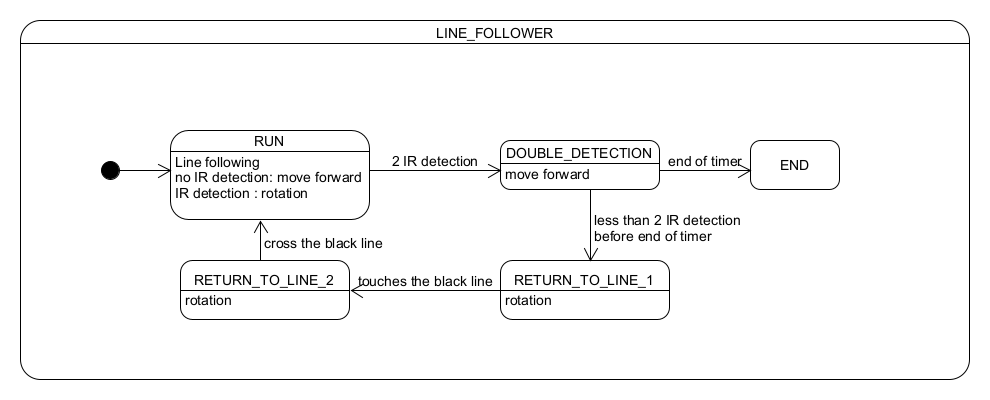 LINE_FOLLOWER
RUN
Line following
no IR detection: move forward
IR detection : rotation
2 IR detection
DOUBLE_DETECTION
move forward
end of timer
END
less than 2 IR detection
before end of timer
cross the black line
RETURN_TO_LINE_2
rotation
touches the black line
RETURN_TO_LINE_1
rotation